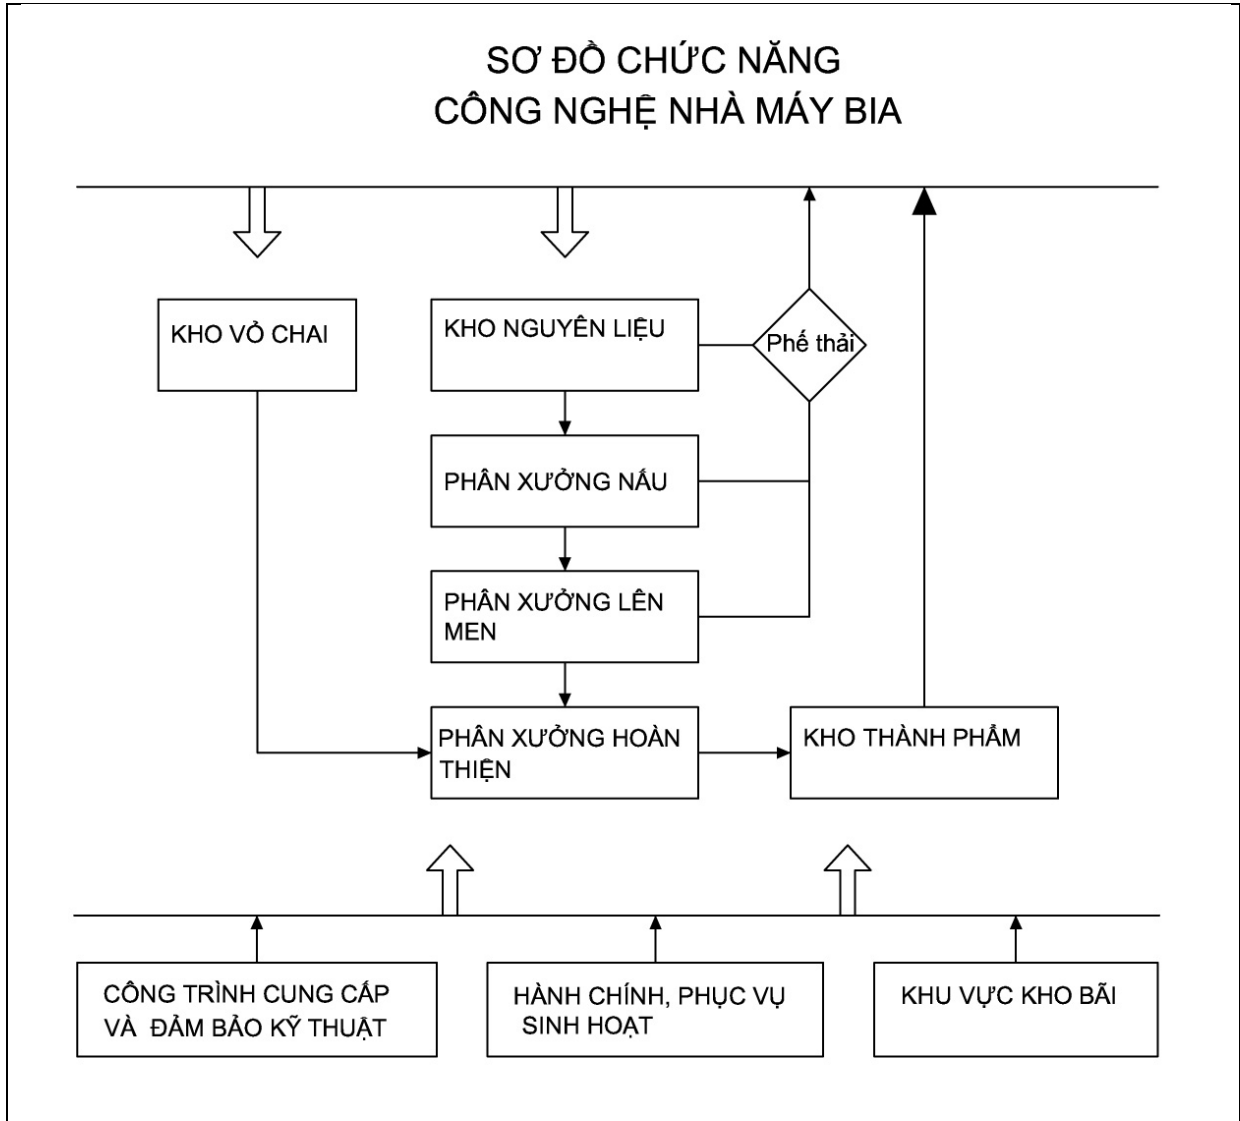 SƠ ĐỒ CHỨC NĂNG
CÔNG NGHỆ NHÀ MÁY BIA
KHO VỎ CHAI
KHO NGUYÊN LIỆU
Phế thải
PHÂN XƯỞNG NẤU
PHÂN XƯỞNG LÊN
MEN
PHÂN XƯỞNG HOÀN
THIỆN
KHO THÀNH PHẨM
CÔNG TRÌNH CUNG CẤP
VÀ ĐẢM BẢO KỸ THUẬT
HÀNH CHÍNH, PHỤC VỤ
SINH HOẠT
KHU VỰC KHO BÃI